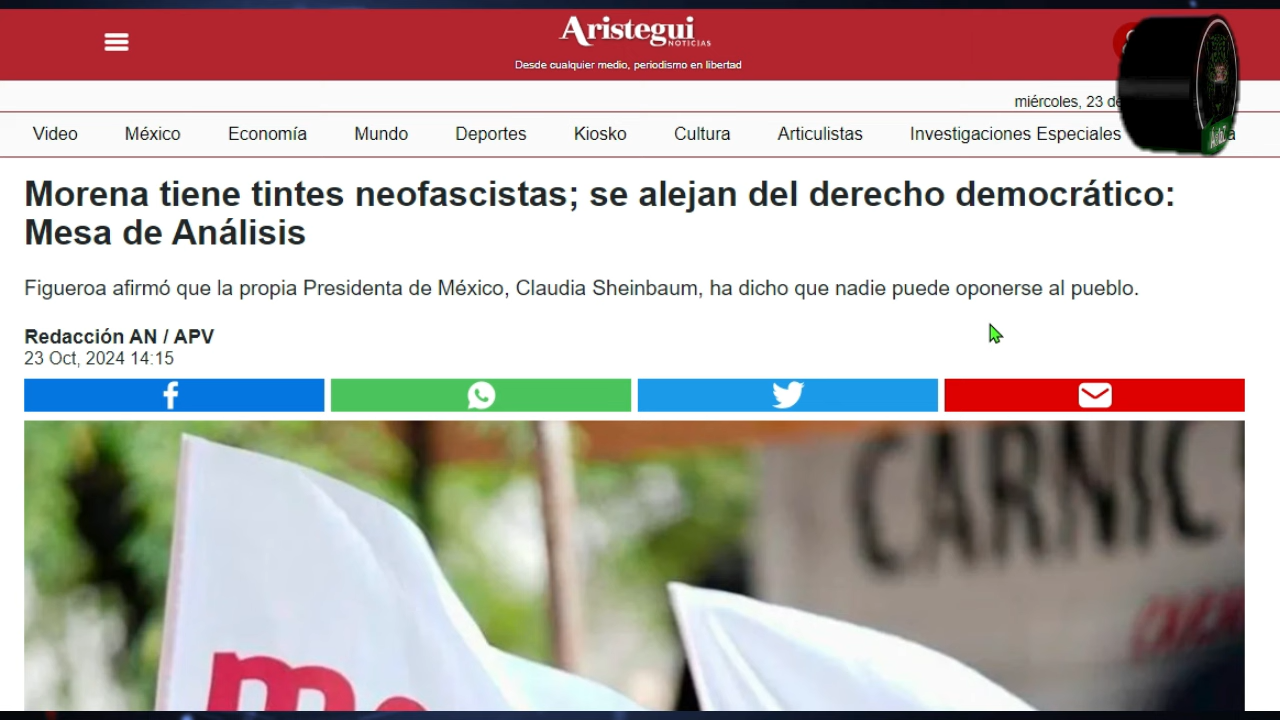 Aristegui
NOTICIAS
Desde cualquier medio, periodismo en libertad
miércoles, 23 de
Video México Economía Mundo Deportes Kiosko Cultura Articulistas Investigaciones Especiales
Morena tiene tintes neofascistas; se alejan del derecho democrático:
Mesa de Análisis
Figueroa afirmó que la propia Presidenta de México, Claudia Sheinbaum, ha dicho que nadie puede oponerse al pueblo.
Redacción AN / APV
23 Oct, 2024 14:15
CARNIC